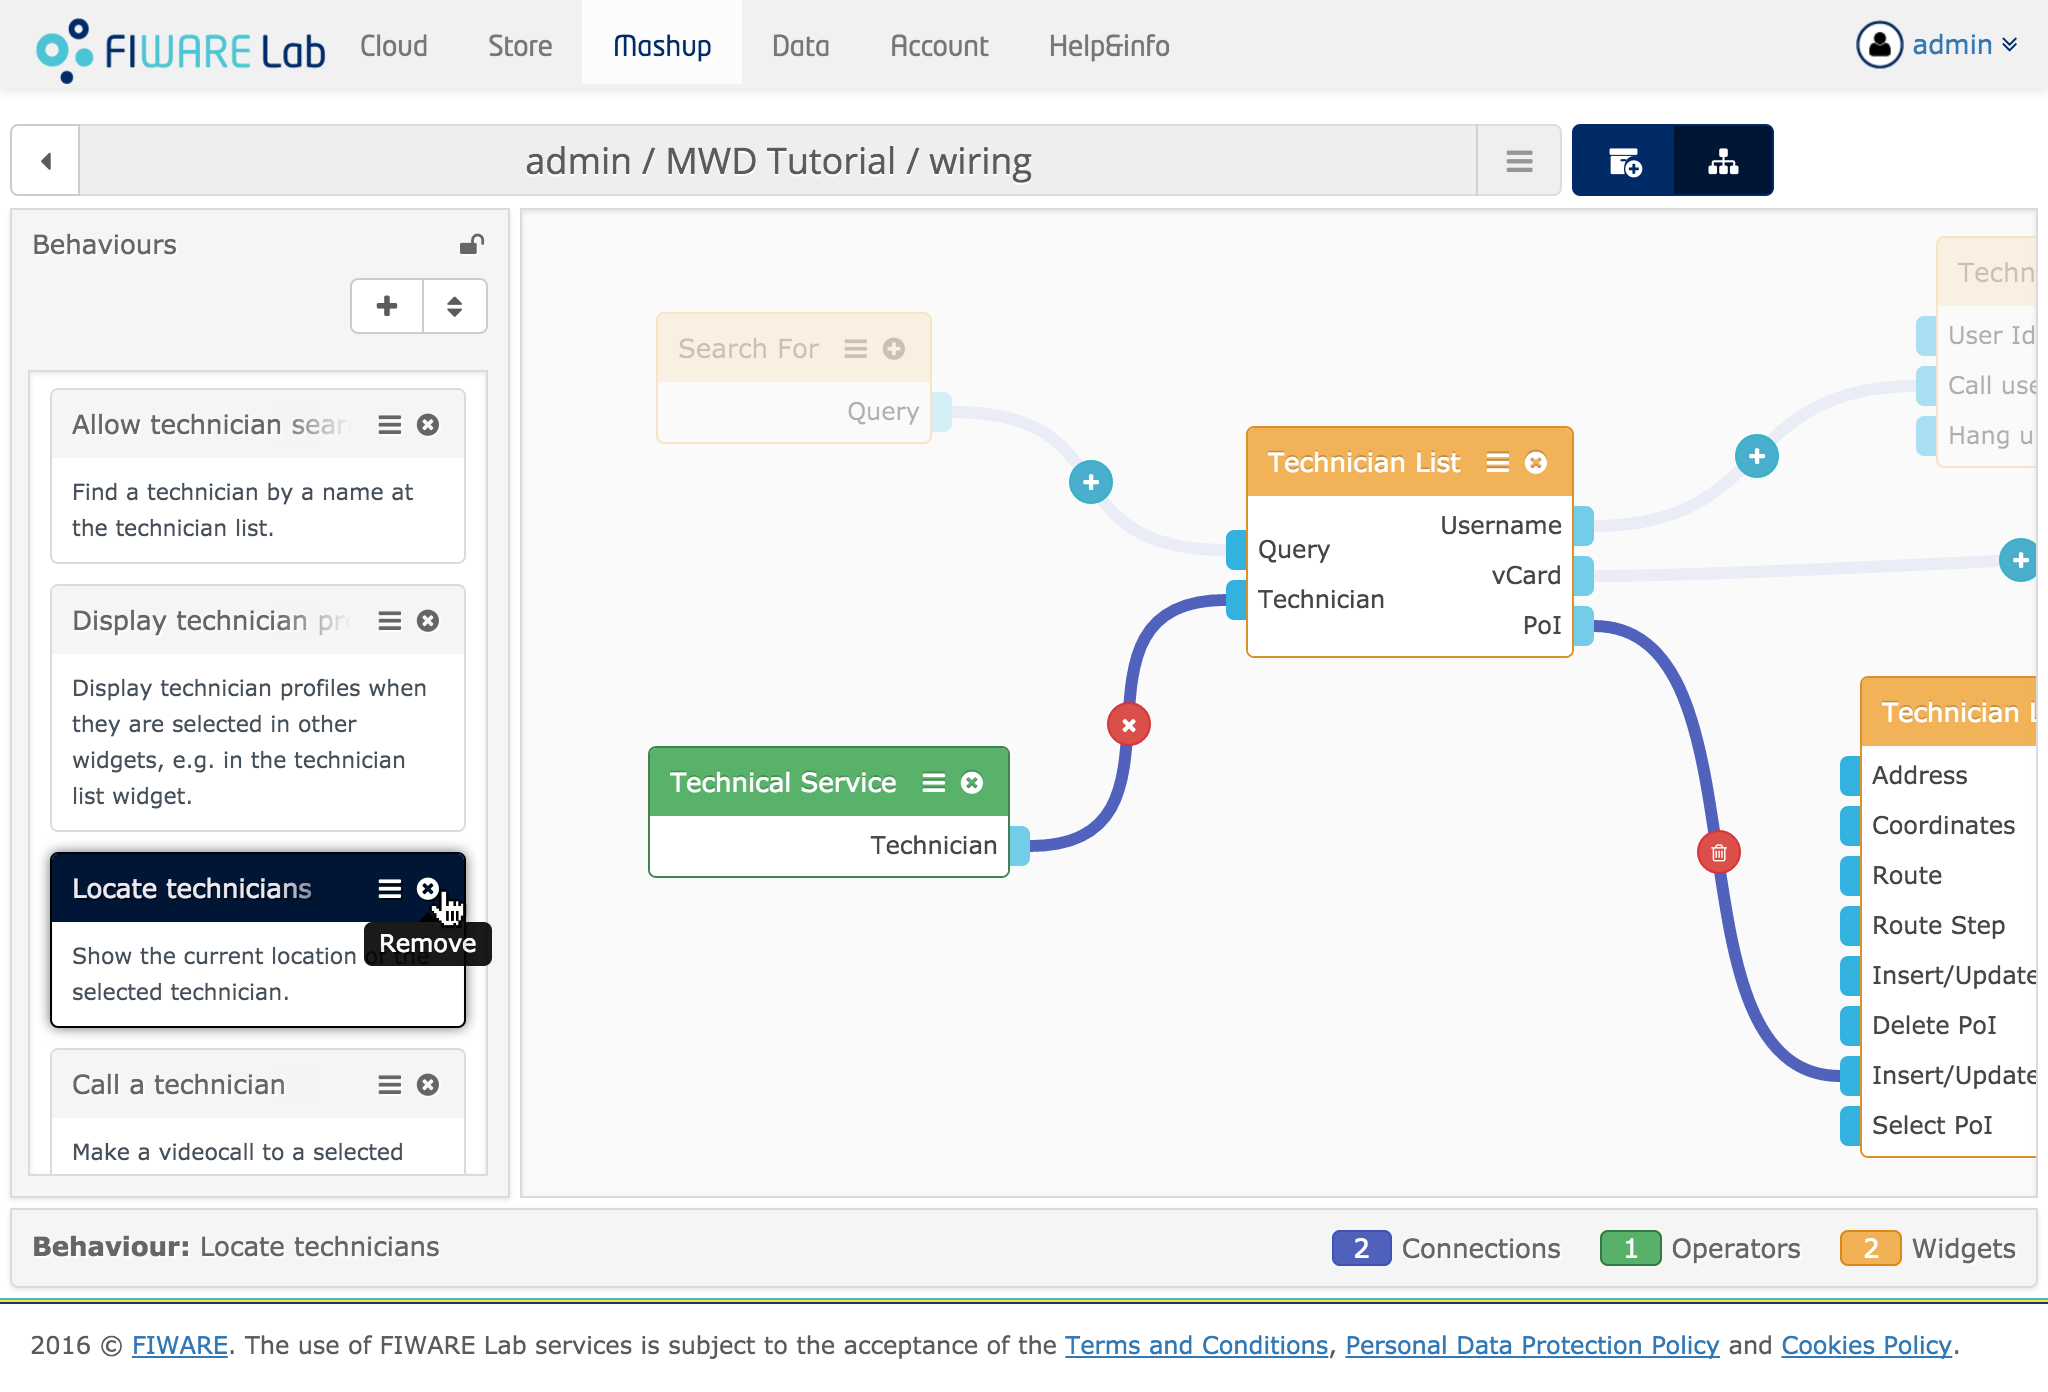 FIWARE Lab Cloud Store Mashup Data Account Help&info admin
admin / MWD Tutorial / wiring
Behaviours
Allow technician sear
Find a technician by a name at
the technician list.
Display technician pro
Display technician profiles when
they are selected in other
widgets, e.g. in the technician
list widget.
Locate technicians
Remove
Show the current location of the
selected technician.
Call a technician
Make a videocall to a selected
Search For
Query
Technical Service
Technician
Technician List
Query
Technician
Username
vCard
PoI
Techn
User Id
Call use
Hang u
Technician L
Address
Coordinates
Route
Route Step
Insert/Update
Delete PoI
Insert/Update
Select PoI
Behaviour: Locate technicians
2 Connections 1 Operators 2 Widgets
2016 © FIWARE. The use of FIWARE Lab services is subject to the acceptance of the Terms and Conditions, Personal Data Protection Policy and Cookies Policy.